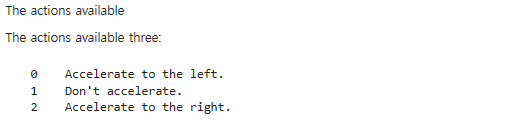 The actions available
The actions available three:
0 Accelerate to the left.
1 Don't accelerate.
2 Accelerate to the right.